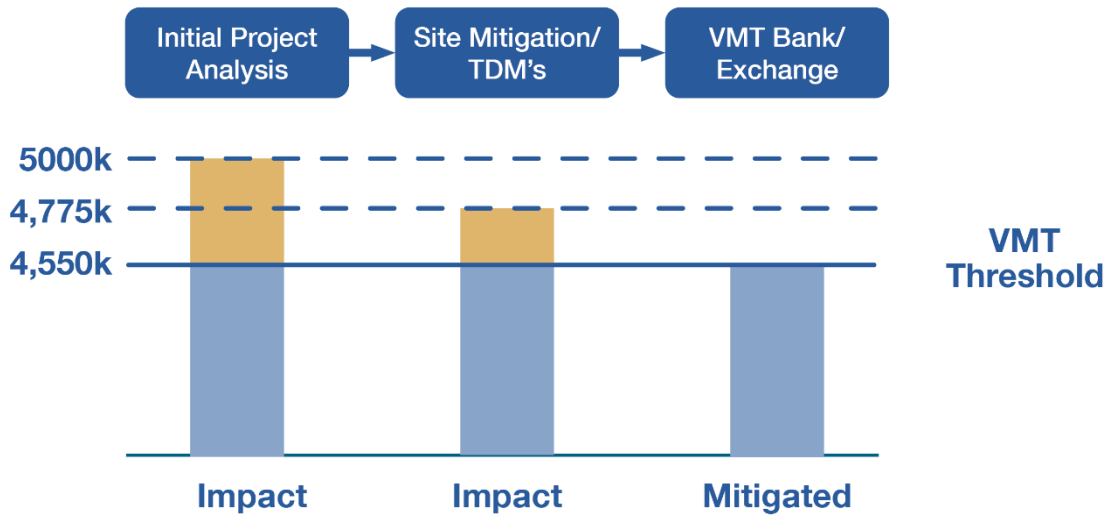 Initial Project
Analysis
Site Mitigation/
TDM's
VMT Bank/
Exchange
5000k
4,775k
4,550k
VMT
Threshold
Impact
Impact
Mitigated